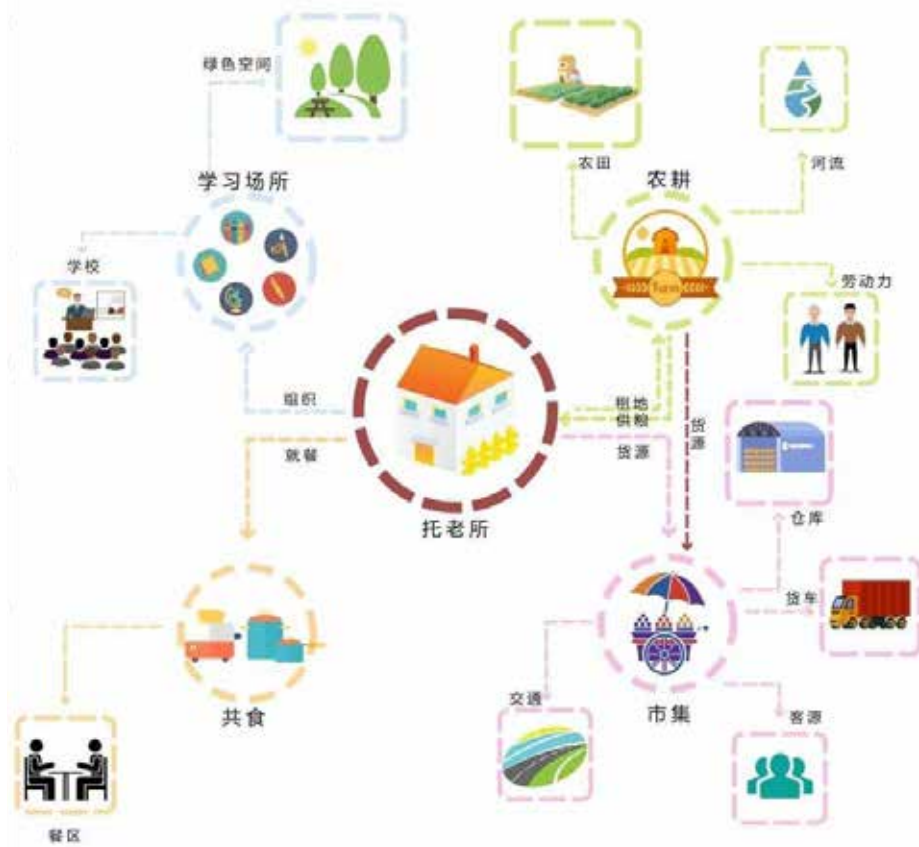 绿色空间
学习场所
学校
农田
农耕
河流
劳动力
组织
就餐
租地
供粮
货源
货源
托老所
仓库
货车
共食
餐区
交通
市集
客源
Farm